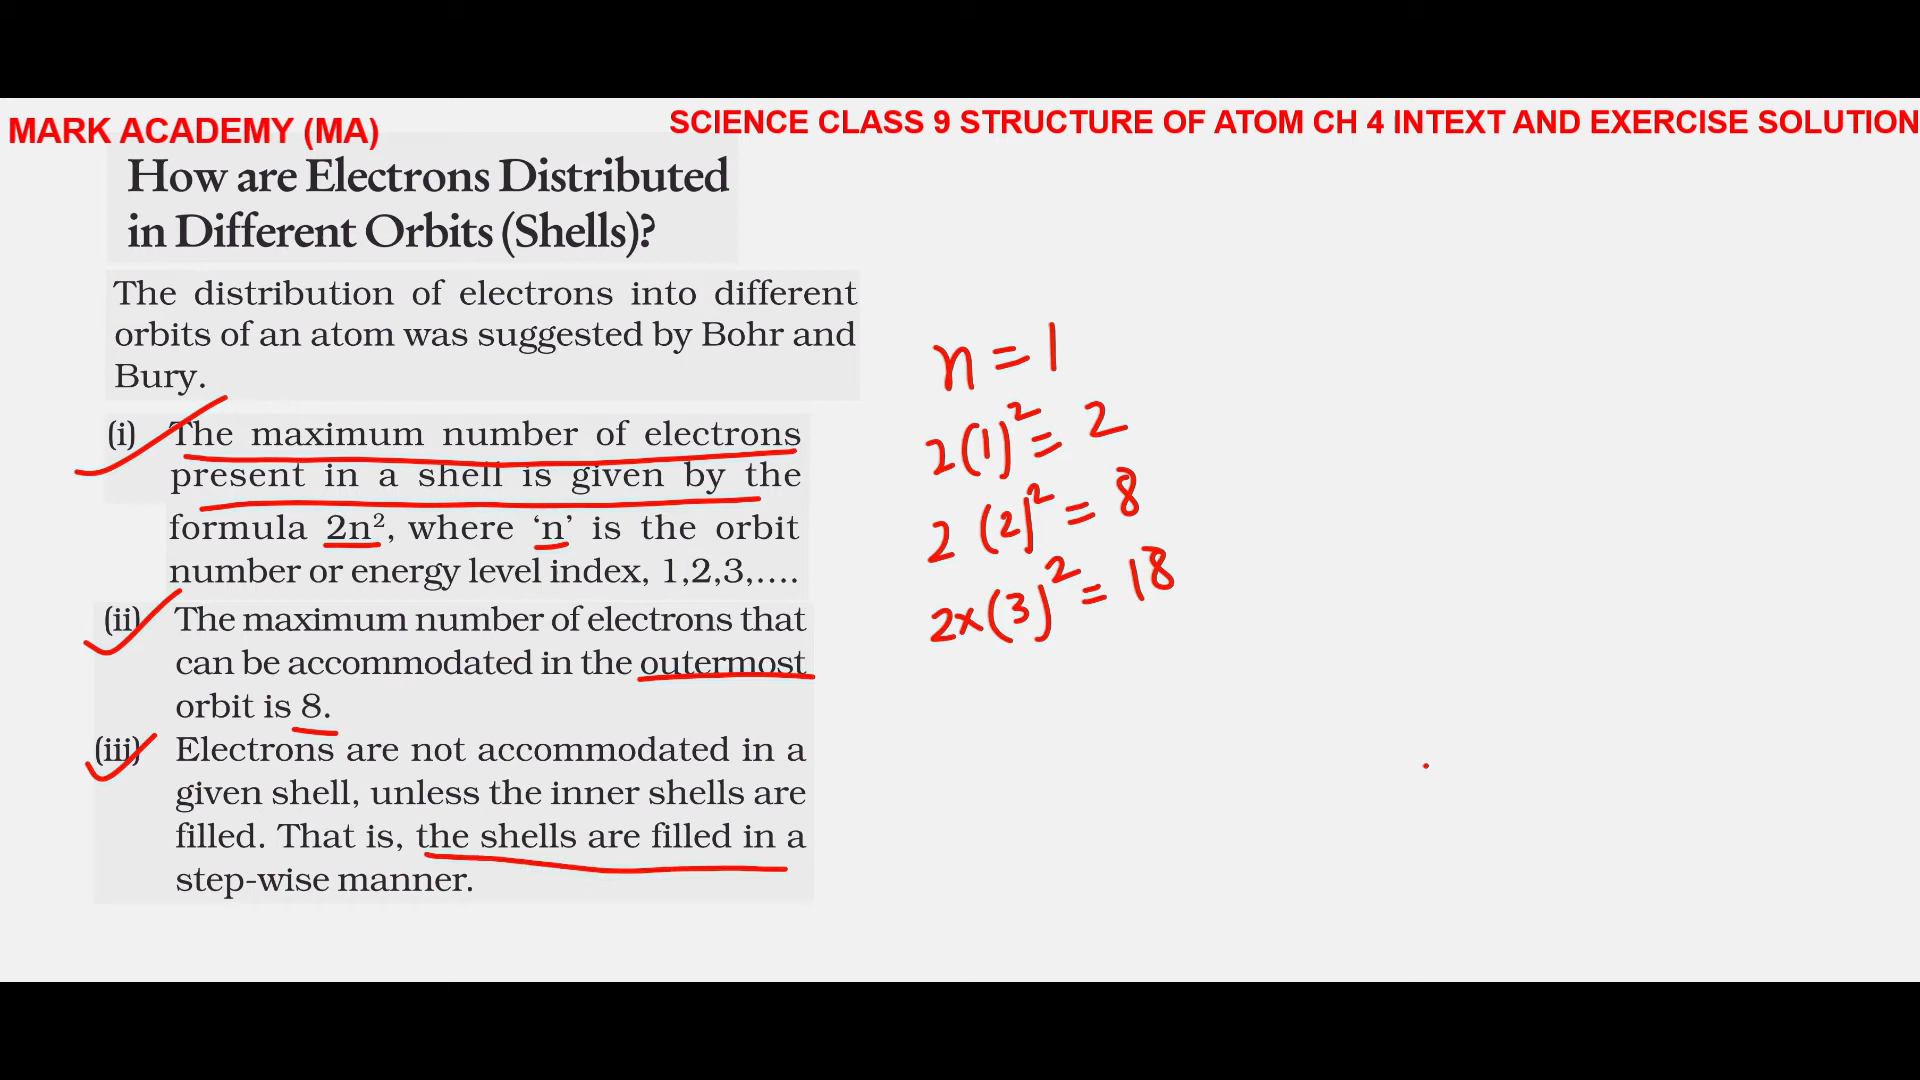 MARK ACADEMY (MA)
SCIENCE CLASS 9 STRUCTURE OF ATOM CH 4 INTEXT AND EXERCISE SOLUTION
How are Electrons Distributed
in Different Orbits (Shells)?
The distribution of electrons into different
orbits of an atom was suggested by Bohr and
Bury.
(i) The maximum number of electrons
present in a shell is given by the
formula 2n², where ‘n’ is the orbit
number or energy level index, 1,2,3,....
(ii) The maximum number of electrons that
can be accommodated in the outermost
orbit is 8.
(iii) Electrons are not accommodated in a
given shell, unless the inner shells are
filled. That is, the shells are filled in a
step-wise manner.
n = 1
2(1)² = 2
2 (2)² = 8
2x(3)² = 18